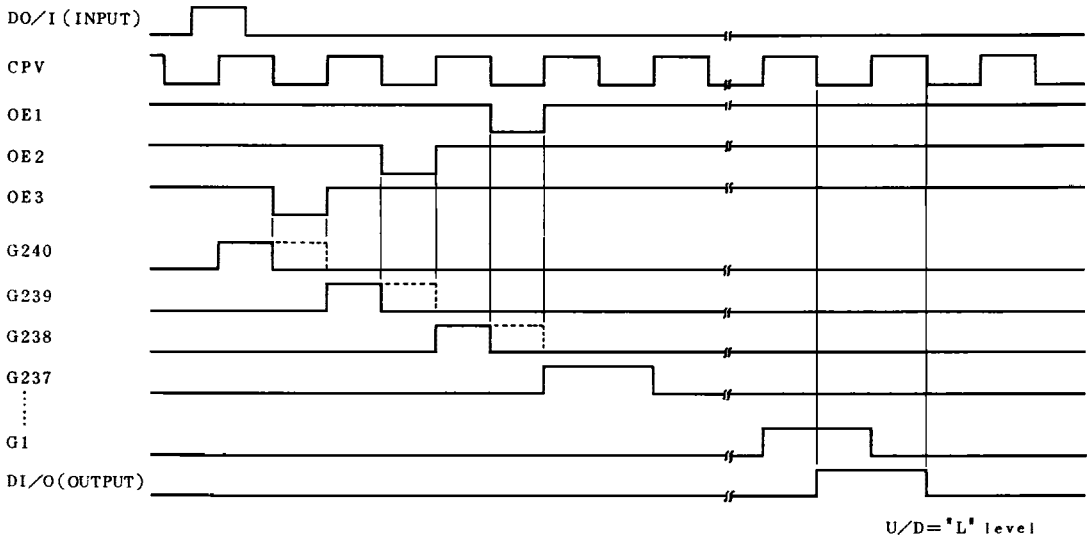 DO/I (INPUT)
CPV
OE1
OE2
OE3
G240
G239
G238
G237
G1
DI/O (OUTPUT)
U/D="L" level